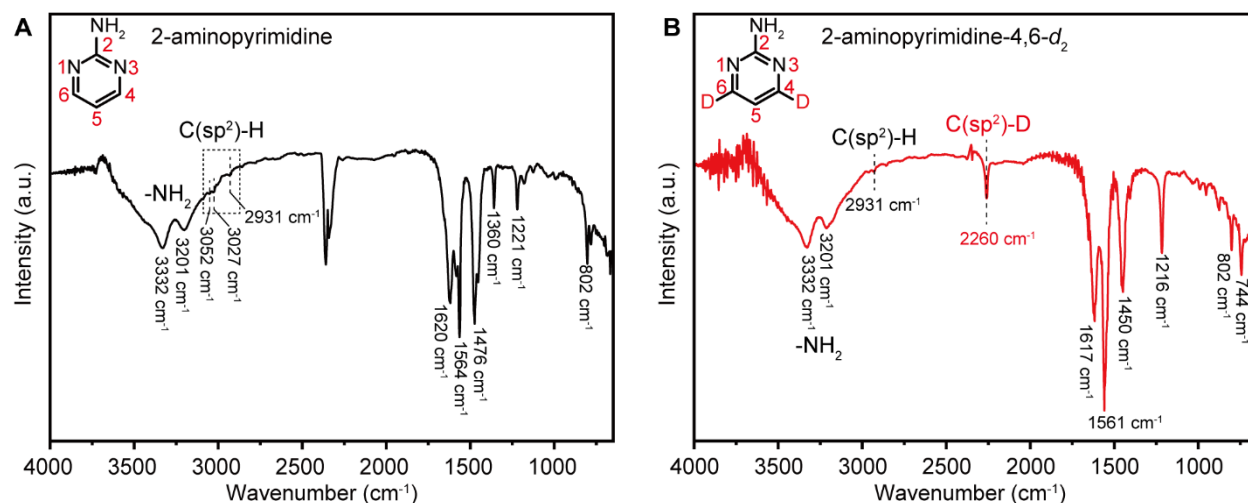 A
NH₂
2-aminopyrimidine
2
1 N N 3
6 4
5
C(sp²)-H
-NH₂
2931 cm⁻¹
3332 cm⁻¹
3201 cm⁻¹
3052 cm⁻¹
3027 cm⁻¹
1620 cm⁻¹
1564 cm⁻¹
1476 cm⁻¹
1360 cm⁻¹
1221 cm⁻¹
802 cm⁻¹
Intensity (a.u.)
4000 3500 3000 2500 2000 1500 1000
Wavenumber (cm⁻¹)
B
NH₂
2-aminopyrimidine-4,6-d₂
2
1 N N 3
6 4
D 5 D
C(sp²)-H
C(sp²)-D
2931 cm⁻¹
2260 cm⁻¹
3332 cm⁻¹
3201 cm⁻¹
-NH₂
1617 cm⁻¹
1561 cm⁻¹
1450 cm⁻¹
1216 cm⁻¹
802 cm⁻¹
744 cm⁻¹
Intensity (a.u.)
4000 3500 3000 2500 2000 1500 1000
Wavenumber (cm⁻¹)